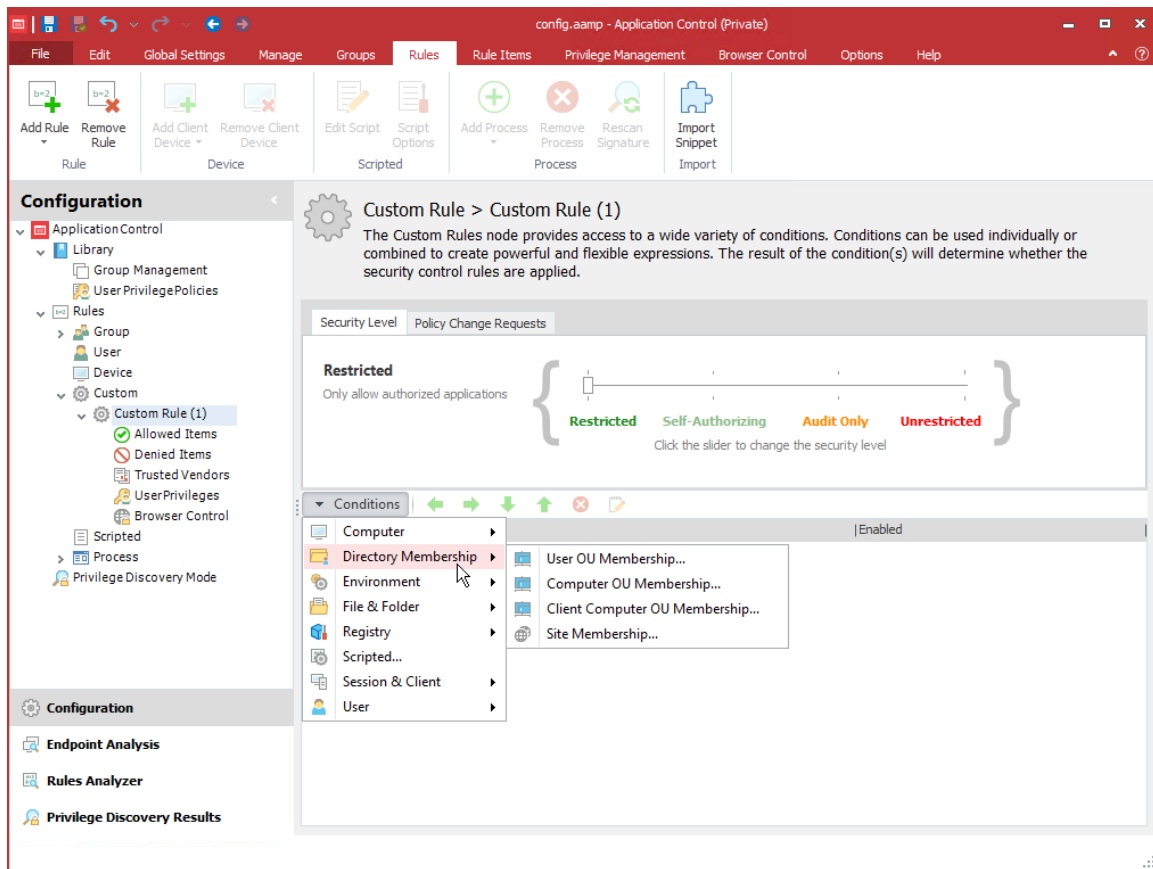 config.aamp - Application Control (Private)
File Edit Global Settings Manage Groups Rules Rule Items Privilege Management Browser Control Options Help
b=2 b=2
Add Rule Remove Rule Add Client Device Remove Client Device Edit Script Script Options Add Process Remove Process Rescan Signature Import Snippet
Rule Device Scripted Process Import
Configuration
Application Control
Library
Group Management
User Privilege Policies
Rules
Group
User
Device
Custom
Custom Rule (1)
Allowed Items
Denied Items
Trusted Vendors
User Privileges
Browser Control
Scripted
Process
Privilege Discovery Mode
Configuration
Endpoint Analysis
Rules Analyzer
Privilege Discovery Results
Custom Rule > Custom Rule (1)
The Custom Rules node provides access to a wide variety of conditions. Conditions can be used individually or
combined to create powerful and flexible expressions. The result of the condition(s) will determine whether the
security control rules are applied.
Security Level Policy Change Requests
Restricted
Only allow authorized applications
Restricted Self-Authorizing Audit Only Unrestricted
Click the slider to change the security level
Conditions
Enabled
Computer
Directory Membership
Environment
File & Folder
Registry
Scripted...
Session & Client
User
User OU Membership...
Computer OU Membership...
Client Computer OU Membership...
Site Membership...